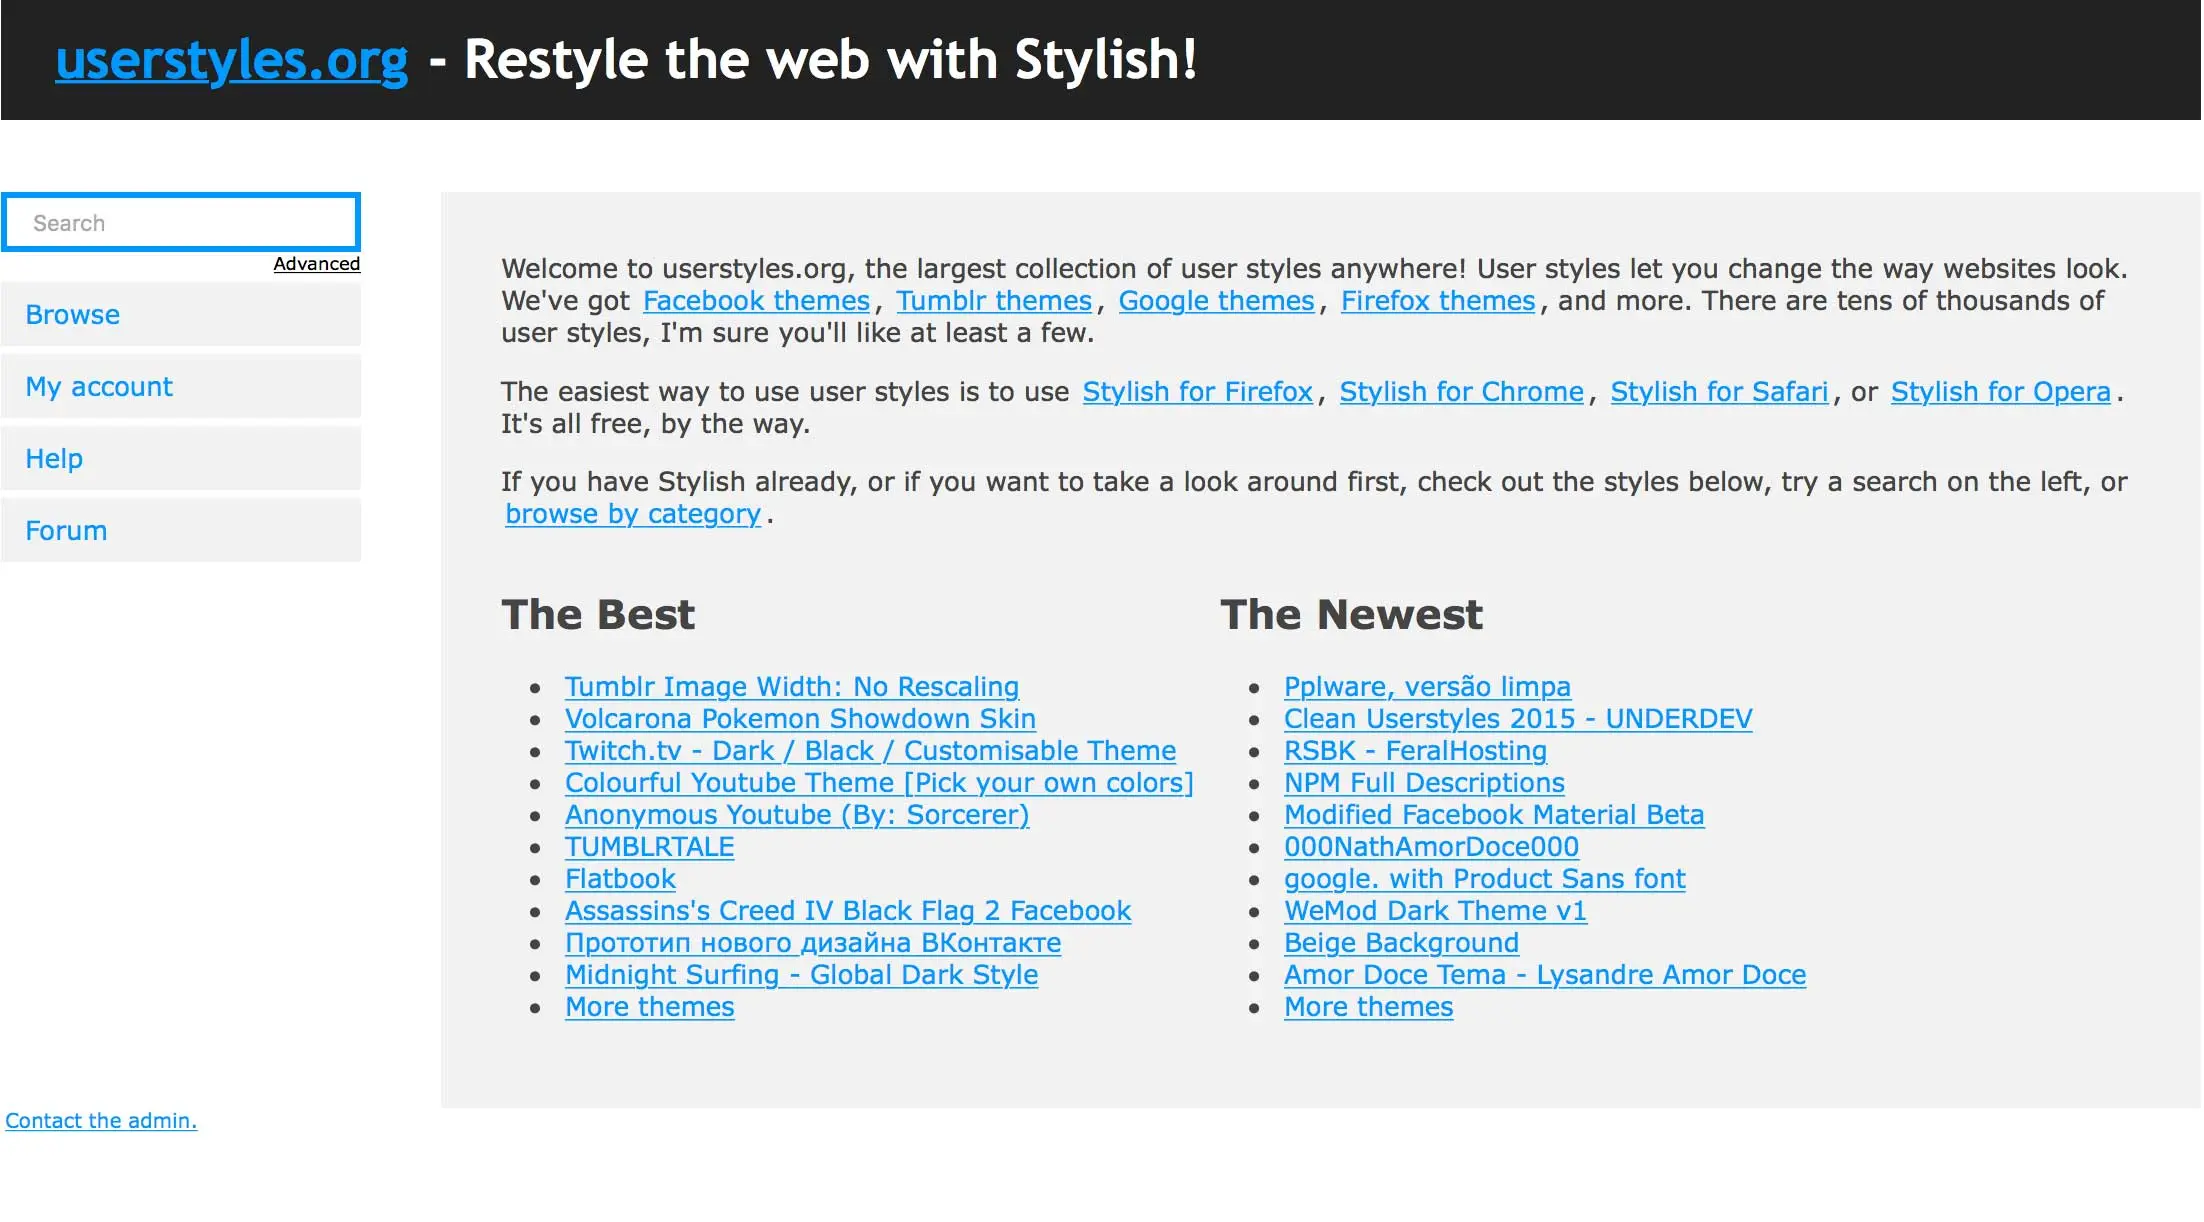 userstyles.org - Restyle the web with Stylish!
Search
Advanced
Browse
My account
Help
Forum
Welcome to userstyles.org, the largest collection of user styles anywhere! User styles let you change the way websites look.
We've got Facebook themes, Tumblr themes, Google themes, Firefox themes, and more. There are tens of thousands of
user styles, I'm sure you'll like at least a few.
The easiest way to use user styles is to use Stylish for Firefox, Stylish for Chrome, Stylish for Safari, or Stylish for Opera.
It's all free, by the way.
If you have Stylish already, or if you want to take a look around first, check out the styles below, try a search on the left, or
browse by category.
The Best
Tumblr Image Width: No Rescaling
Volcarona Pokemon Showdown Skin
Twitch.tv - Dark / Black / Customisable Theme
Colourful Youtube Theme [Pick your own colors]
Anonymous Youtube (By: Sorcerer)
TUMBLRTALE
Flatbook
Assassins's Creed IV Black Flag 2 Facebook
Прототип нового дизайна ВКонтакте
Midnight Surfing - Global Dark Style
More themes
The Newest
Pplware, versão limpa
Clean Userstyles 2015 - UNDERDEV
RSBK - FeralHosting
NPM Full Descriptions
Modified Facebook Material Beta
000NathAmorDoce000
google. with Product Sans font
WeMod Dark Theme v1
Beige Background
Amor Doce Tema - Lysandre Amor Doce
More themes
Contact the admin.